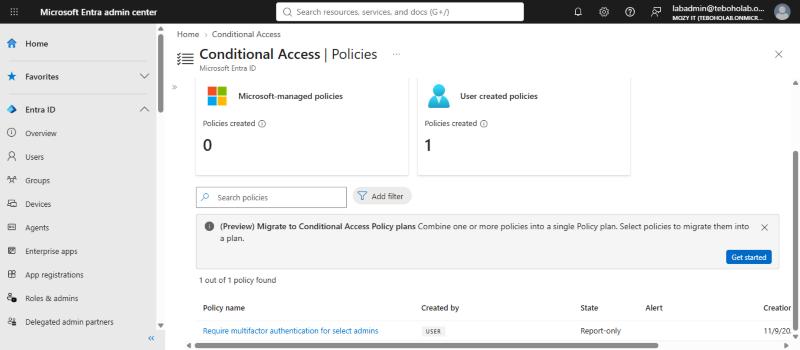 Microsoft Entra admin center
Search resources, services, and docs (G+/)
labadmin@teboholab.o...
MOZY IT (TEBOHOLAB.ONMICR...
Home
Favorites
Entra ID
Overview
Users
Groups
Devices
Agents
Enterprise apps
App registrations
Roles & admins
Delegated admin partners
Home > Conditional Access
Conditional Access | Policies ...
Microsoft Entra ID
Microsoft-managed policies
Policies created
0
User created policies
Policies created
1
Search policies
Add filter
(Preview) Migrate to Conditional Access Policy plans Combine one or more policies into a single Policy plan. Select policies to migrate them into
a plan.
Get started
1 out of 1 policy found
Policy name Created by State Alert Creation
Require multifactor authentication for select admins USER Report-only 11/9/20